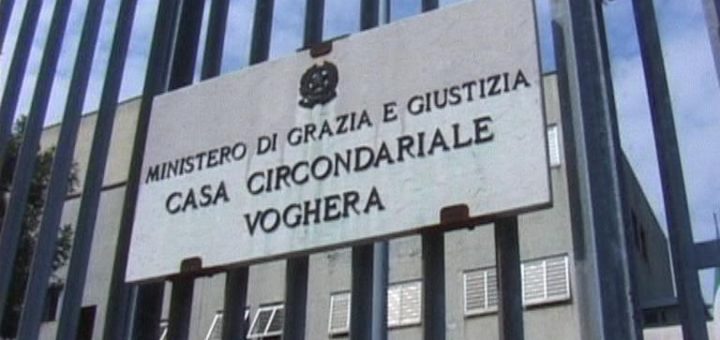 MINISTERO DI GRAZIA E GIUSTIZIA
CASA CIRCONDARIALE
VOGHERA